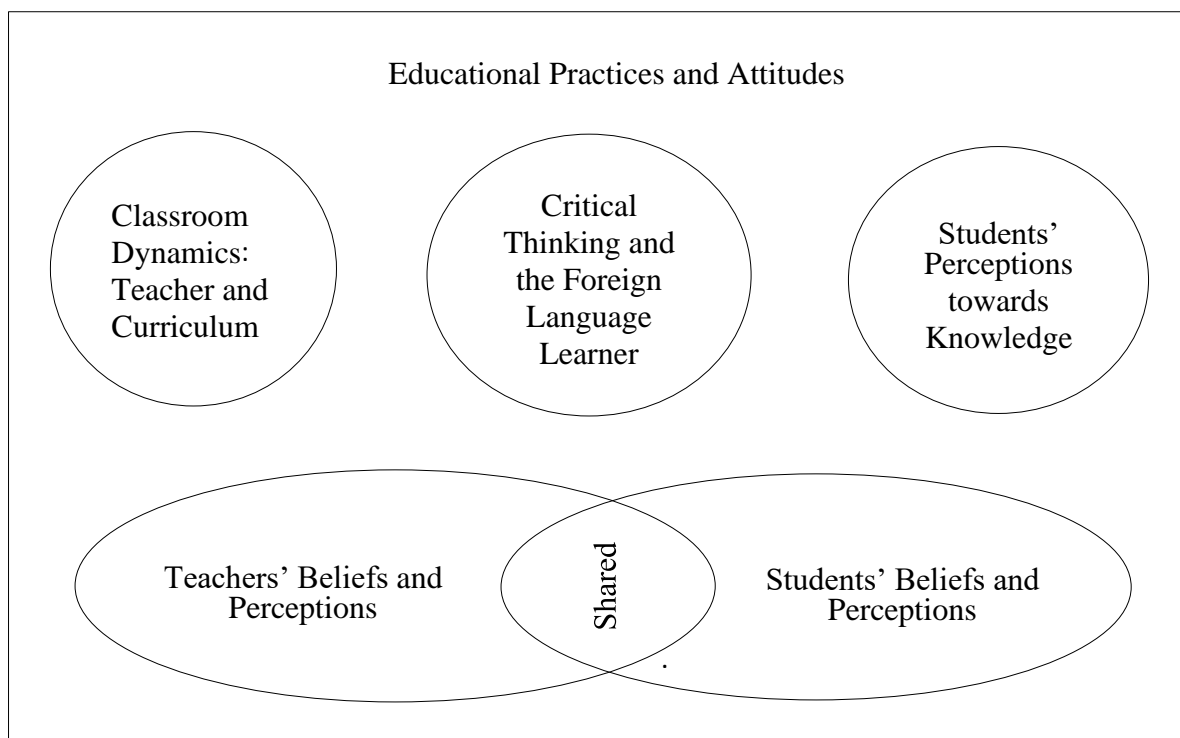 Educational Practices and Attitudes
Classroom
Dynamics:
Teacher and
Curriculum
Critical
Thinking and
the Foreign
Language
Learner
Students’
Perceptions
towards
Knowledge
Teachers’ Beliefs and
Perceptions
Shared
.
Students’ Beliefs and
Perceptions